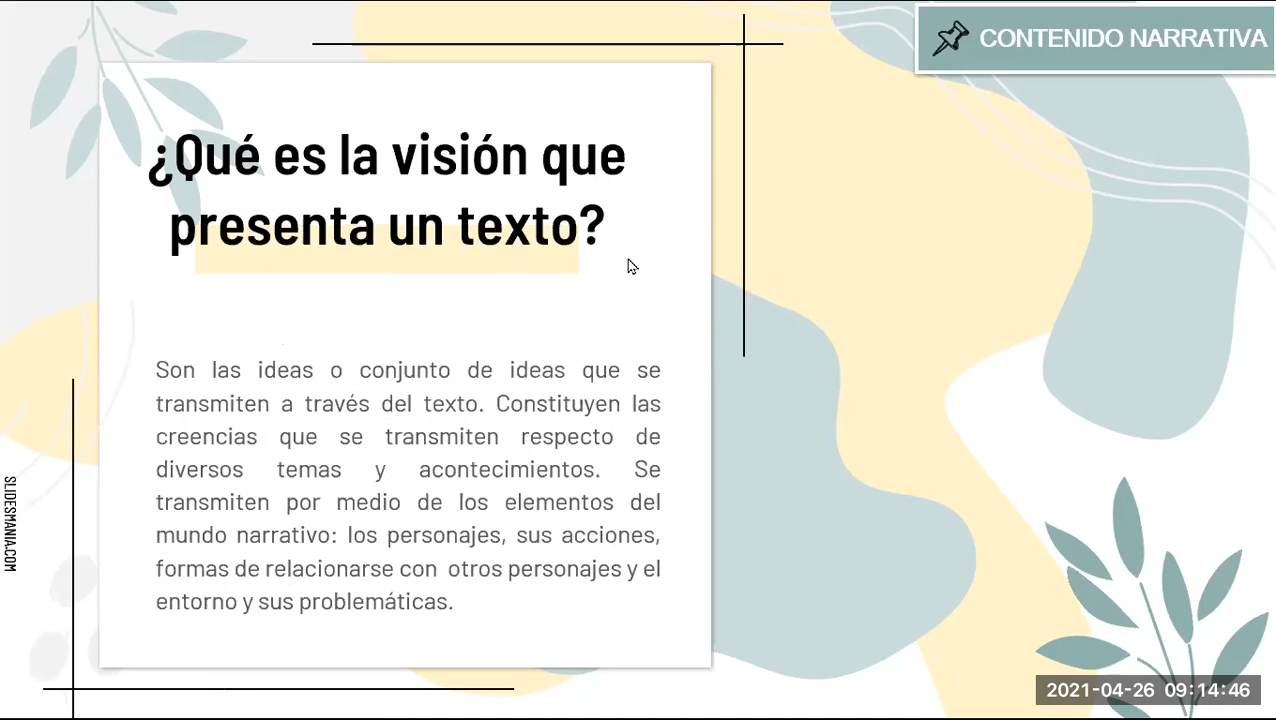 CONTENIDO NARRATIVA
¿Qué es la visión que
presenta un texto?
Son las ideas o conjunto de ideas que se
transmiten a través del texto. Constituyen las
creencias que se transmiten respecto de
diversos temas y acontecimientos. Se
transmiten por medio de los elementos del
mundo narrativo: los personajes, sus acciones,
formas de relacionarse con otros personajes y el
entorno y sus problemáticas.
SLIDESMANIA.COM
2021-04-26 09:14:46